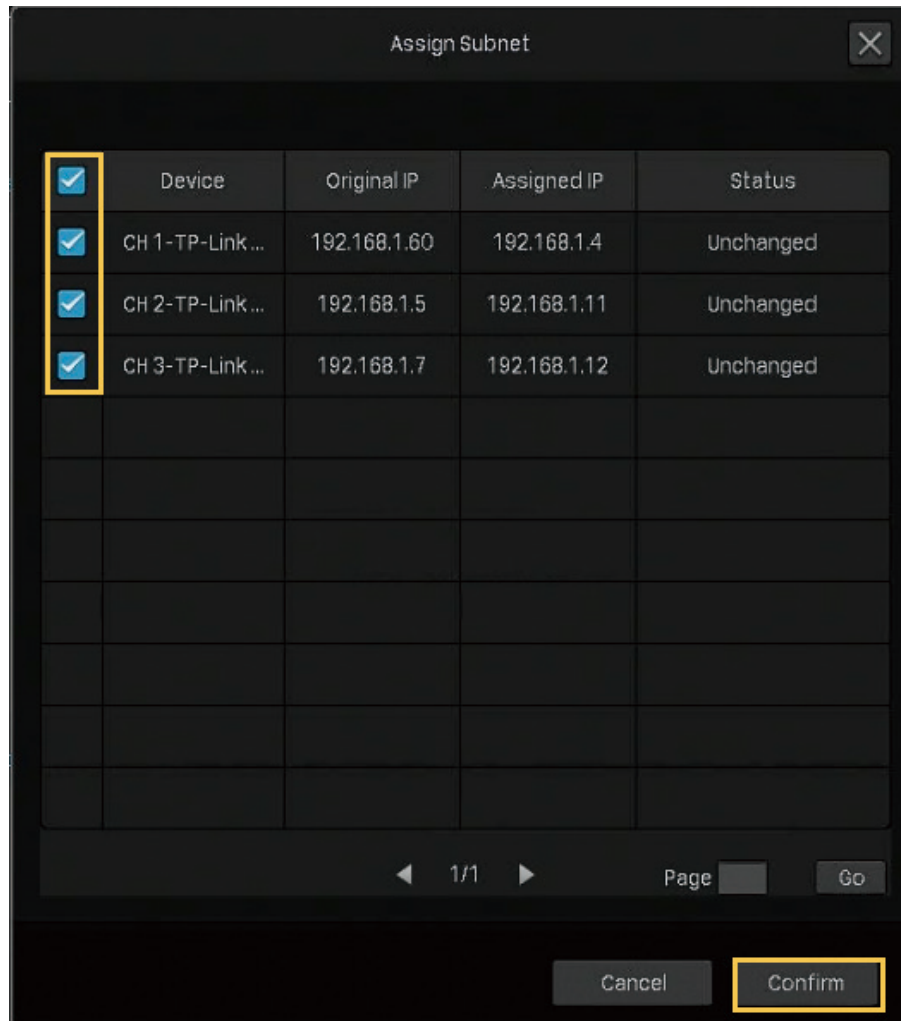 Assign Subnet
Device Original IP Assigned IP Status
CH 1-TP-Link... 192.168.1.60 192.168.1.4 Unchanged
CH 2-TP-Link... 192.168.1.5 192.168.1.11 Unchanged
CH 3-TP-Link... 192.168.1.7 192.168.1.12 Unchanged
1/1 Page Go
Cancel Confirm